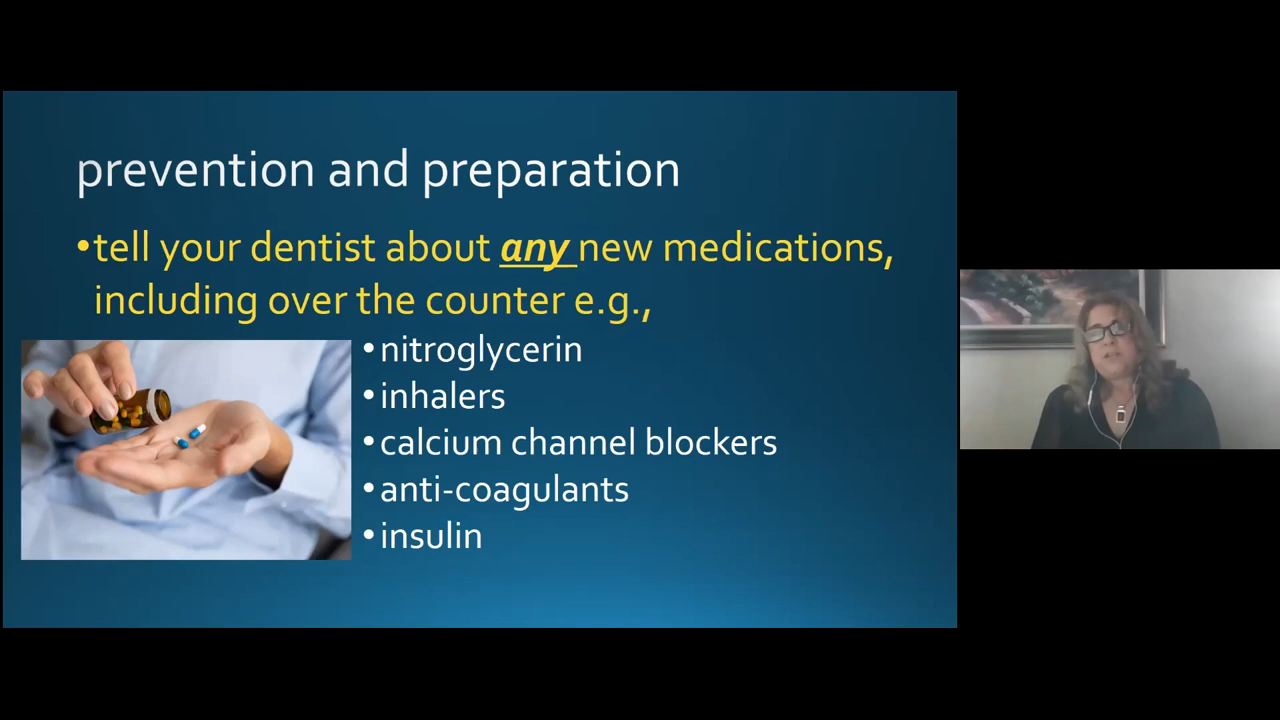 prevention and preparation
•tell your dentist about any new medications,
including over the counter e.g.,
•nitroglycerin
•inhalers
•calcium channel blockers
•anti-coagulants
•insulin